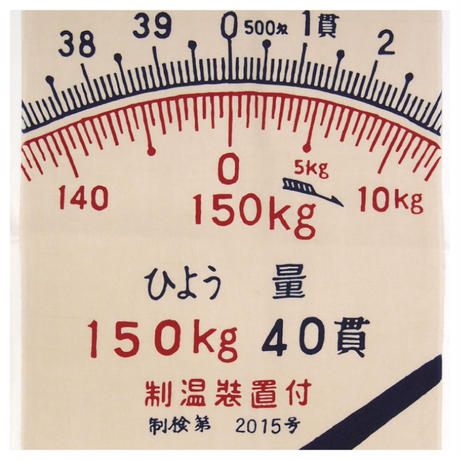 38 39 0 500匁 1貫 2
140 0 5kg 10kg
150kg
ひよう 量
150kg 40貫
制温装置付
制検第 2015号